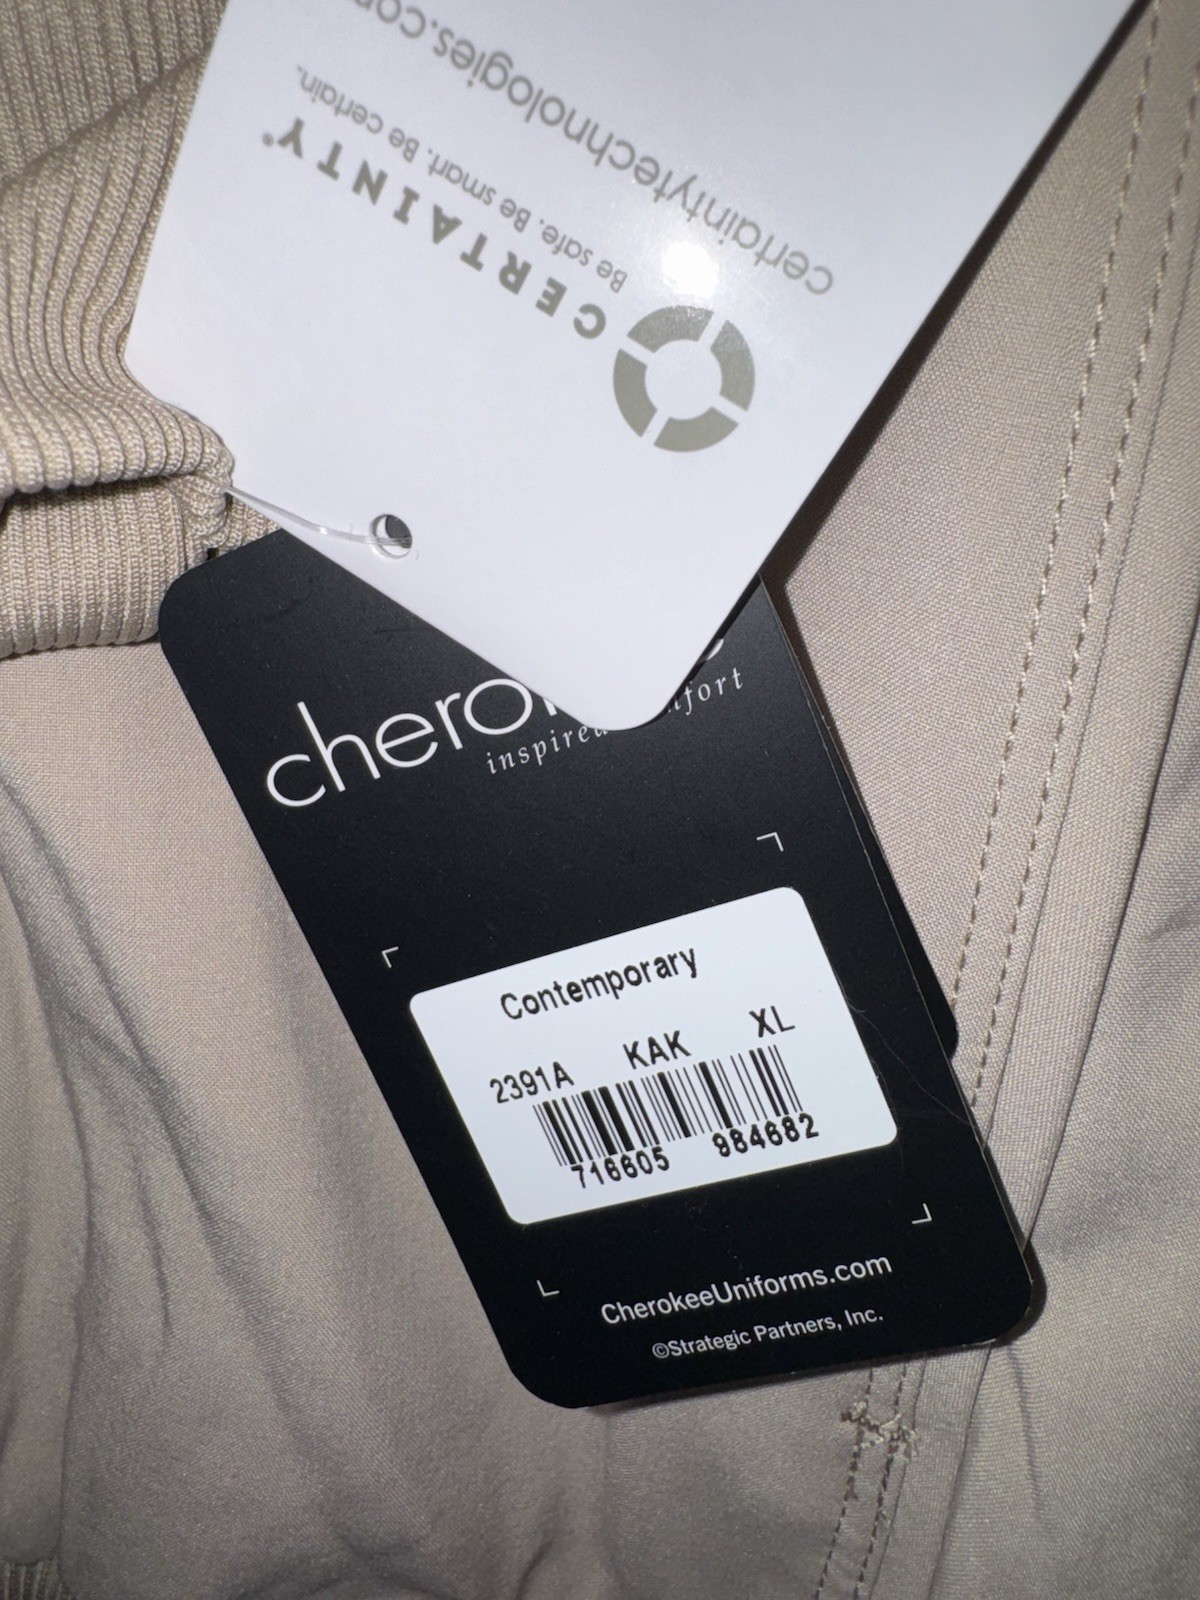 certaintytechnologies.com
Be safe. Be smart. Be certain.
CERTAINTY®
inspired
Contemporary
2391A KAK XL
716605 984682
CherokeeUniforms.com
©Strategic Partners, Inc.